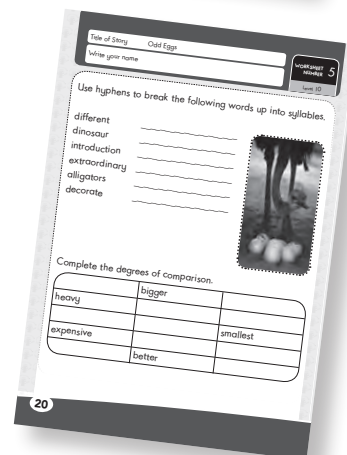 Title of Story Odd Eggs
Write your name
WORKSHEET NUMBER 5
Level 10
Use hyphens to break the following words up into syllables.
different
dinosaur
introduction
extraordinary
alligators
decorate
Complete the degrees of comparison.
bigger
heavy
smallest
expensive
better
20